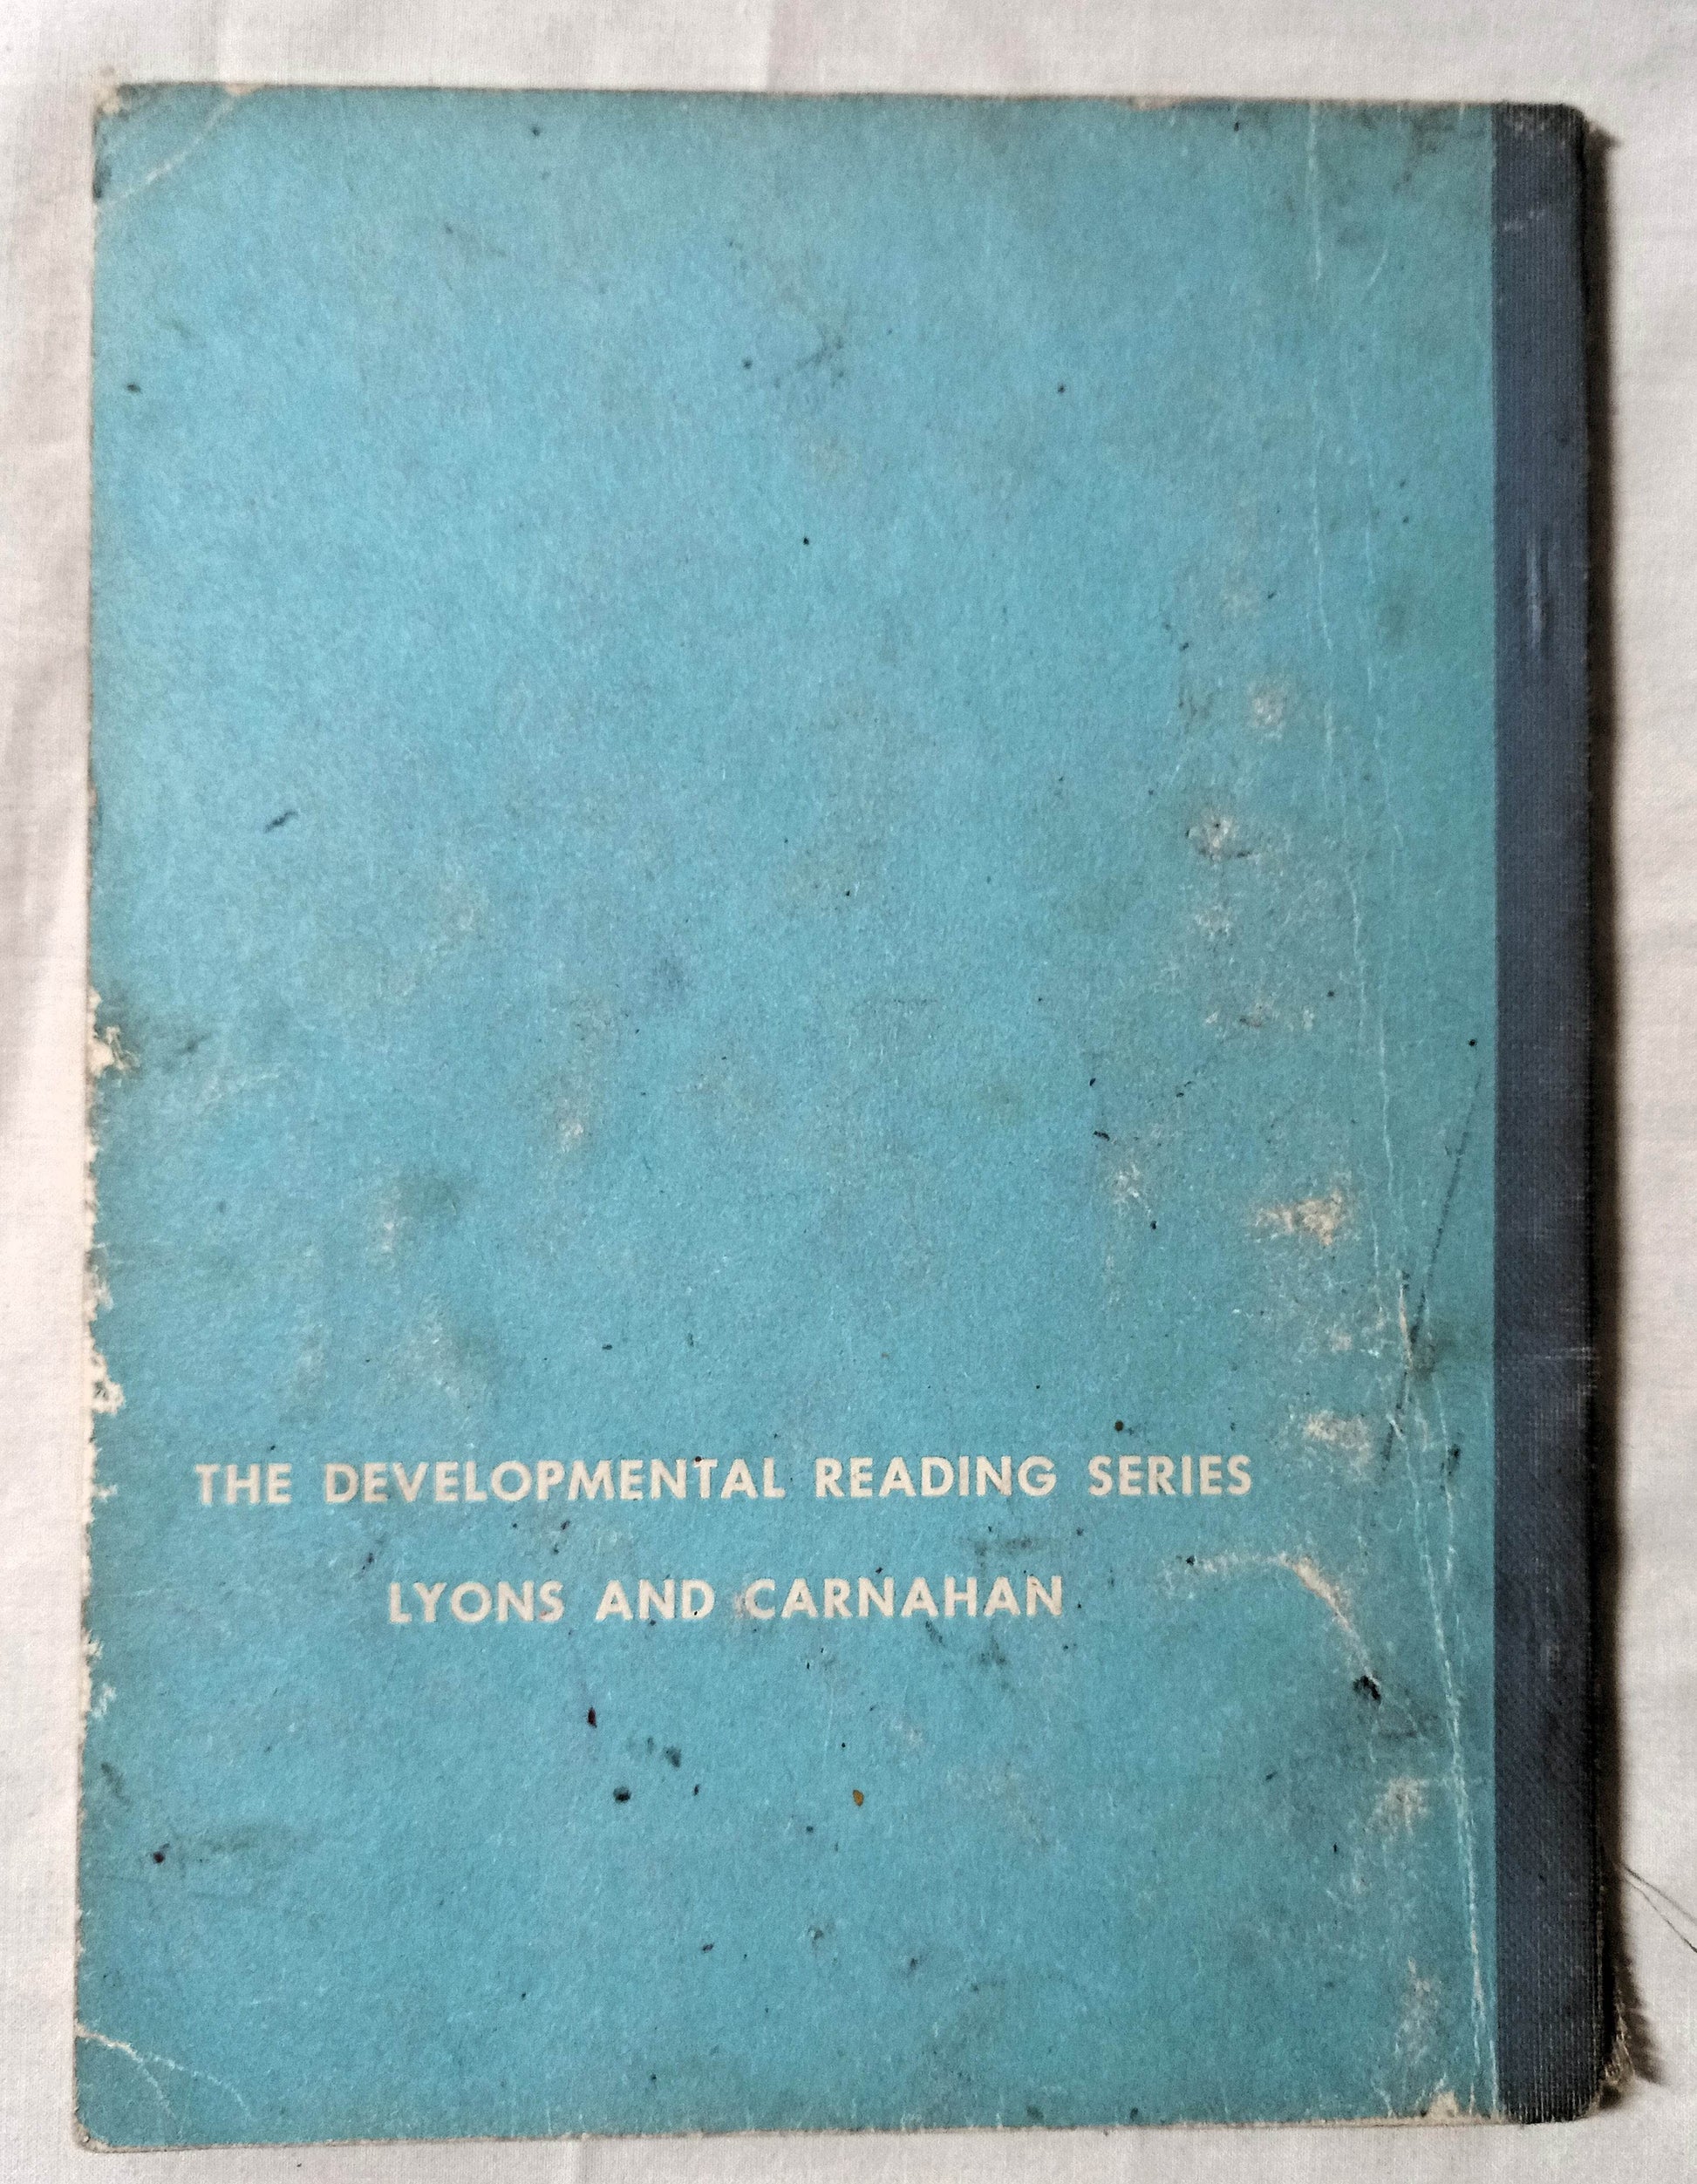 THE DEVELOPMENTAL READING SERIES
LYONS AND CARNAHAN